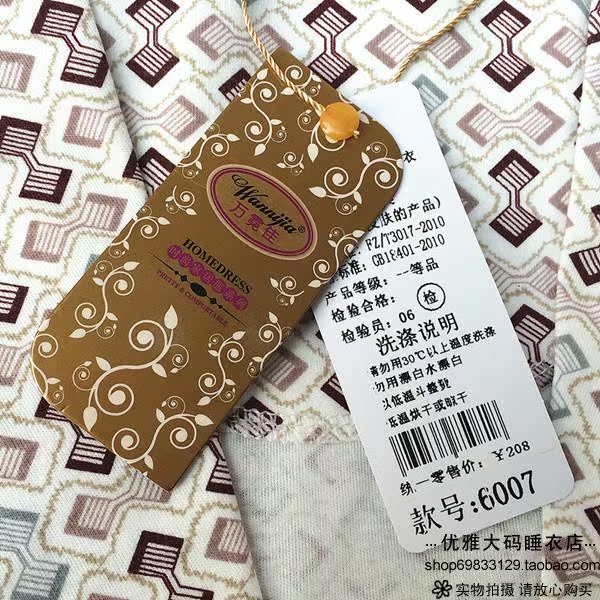 Wannijia®
万霓佳
HOMEDRESS
PRETTY & COMFORTABLE
衣
肤的产品)
FZ/T3017-2010
标准: GB18401-2010
产品等级: 一等品
检验合格: 检
检验员: 06
洗涤说明
请勿用30℃以上温度洗涤
勿用漂白水漂白
以低温斗整烫
低温烘干或晾干
统一零售价: ¥208
款号:6007
优雅大码睡衣店
shop69833129.taobao.com
实物拍摄 请放心购买